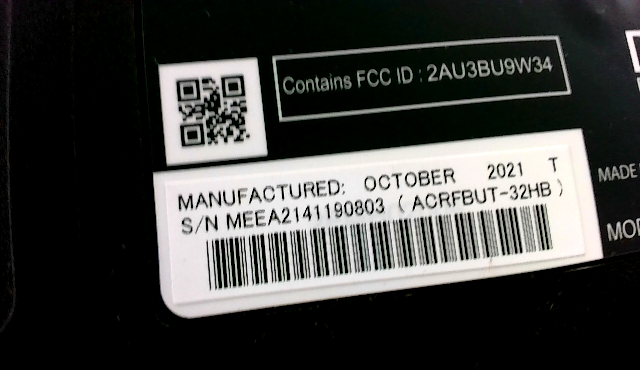 Contains FCC ID : 2AU3BU9W34
MANUFACTURED: OCTOBER 2021 T
S/N MEEA2141190803 (ACRFBUT-32HB)
MADE
MOD